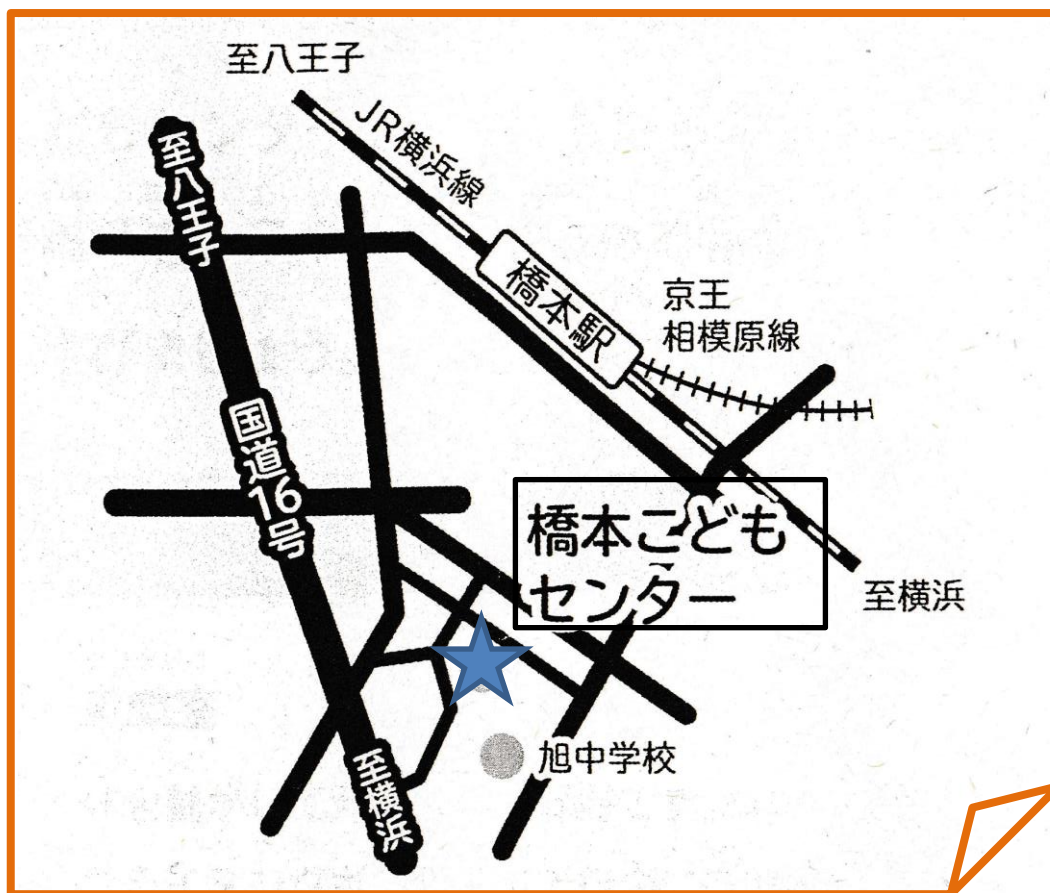 至八王子
JR横浜線
至八王子
橋本駅
京王
相模原線
国道16号
橋本こども
センター
至横浜
旭中学校
至横浜